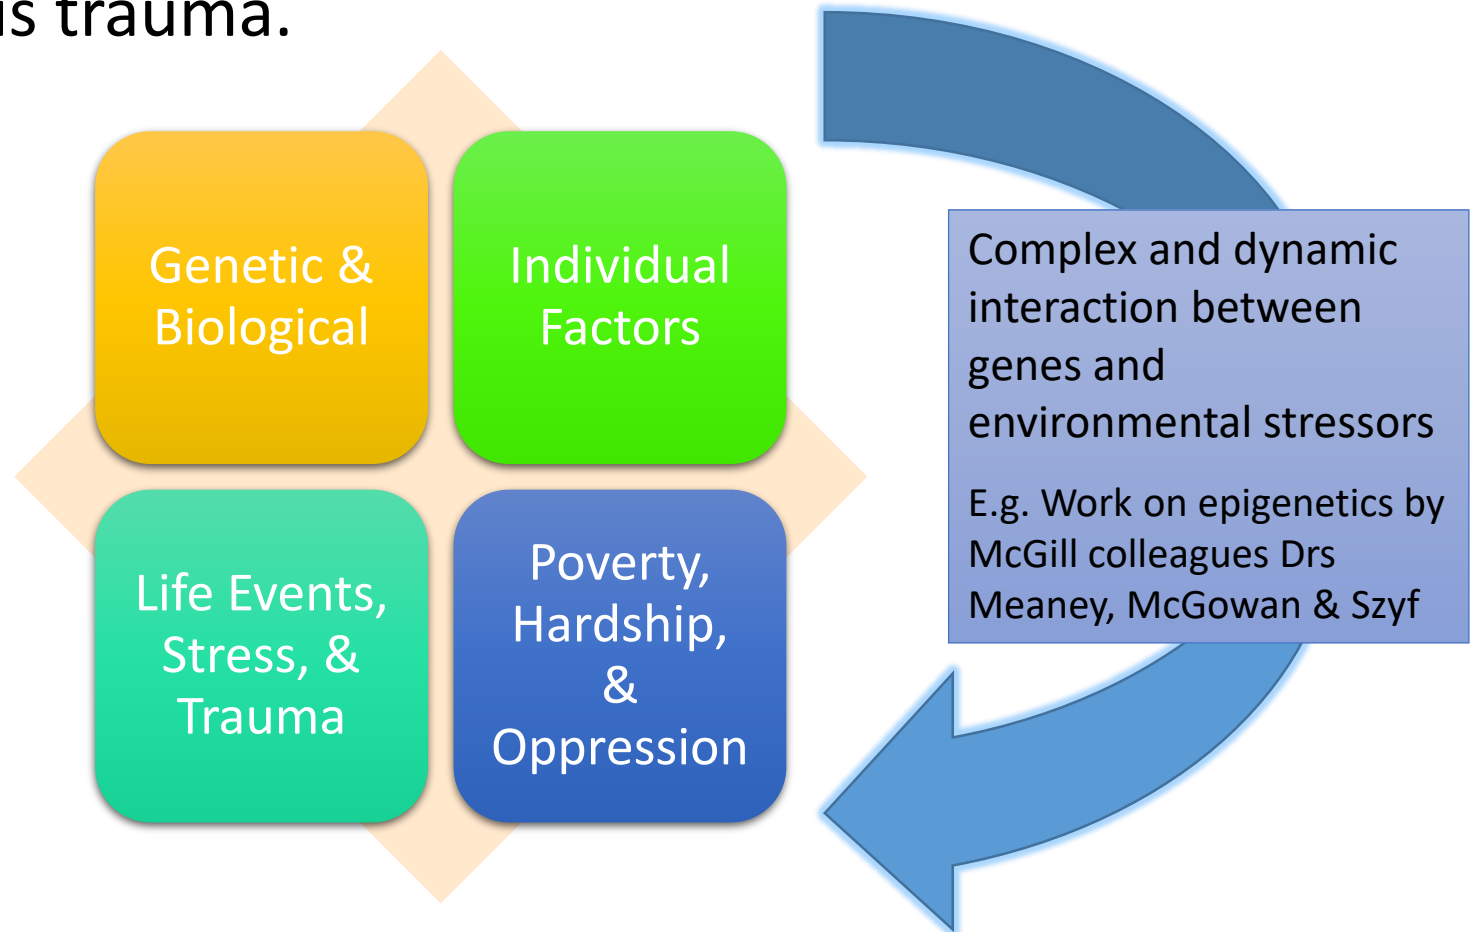 is trauma.
Genetic &
Biological
Individual
Factors
Life Events,
Stress, &
Trauma
Poverty,
Hardship,
&
Oppression
Complex and dynamic
interaction between
genes and
environmental stressors
E.g. Work on epigenetics by
McGill colleagues Drs
Meaney, McGowan & Szyf